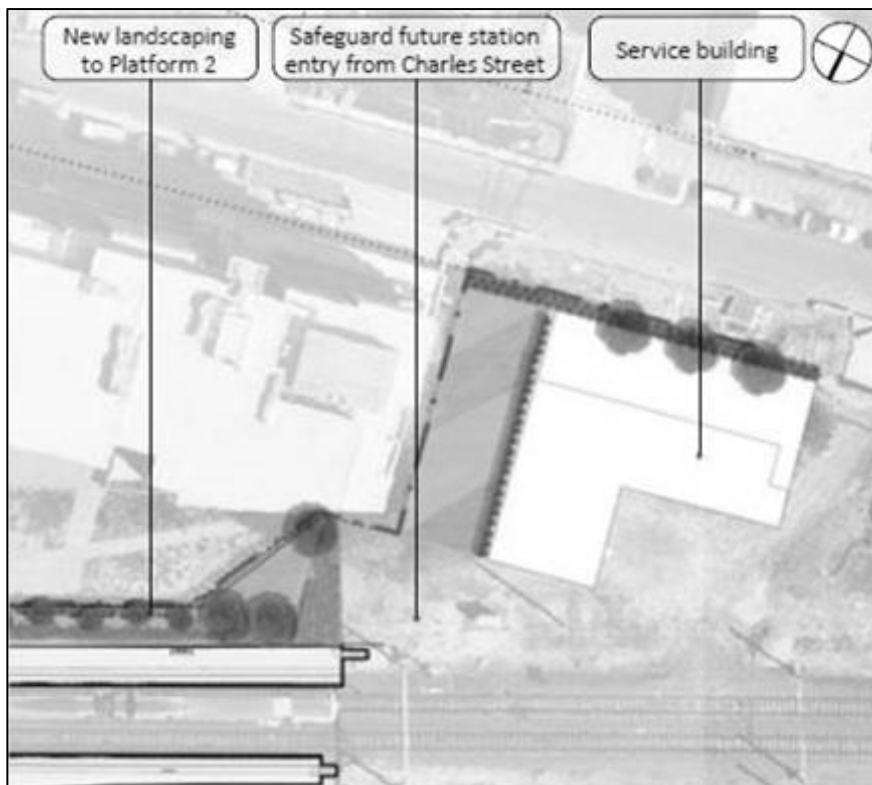 New landscaping
to Platform 2
Safeguard future station
entry from Charles Street
Service building